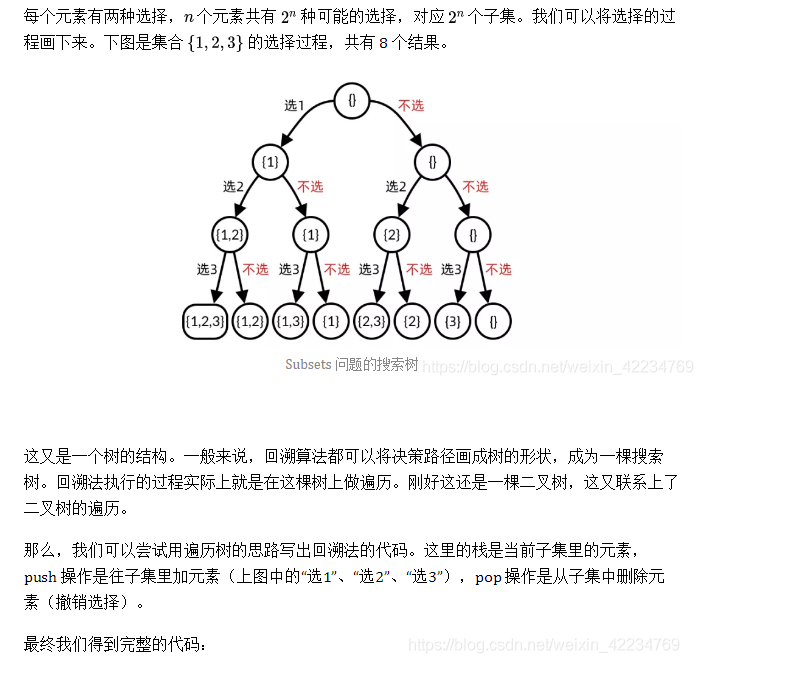 每个元素有两种选择，n 个元素共有 2ⁿ 种可能的选择，对应 2ⁿ 个子集。我们可以将选择的过
程画下来。下图是集合 {1, 2, 3} 的选择过程，共有 8 个结果。
{}
选1
不选
{1}
{}
选2
不选
选2
不选
{1,2}
{1}
{2}
{}
选3
不选
选3
不选
选3
不选
选3
不选
{1,2,3}
{1,2}
{1,3}
{1}
{2,3}
{2}
{3}
{}
Subsets 问题的搜索树
https://blog.csdn.net/weixin_42234769
这又是一个树的结构。一般来说，回溯算法都可以将决策路径画成树的形状，成为一棵搜索
树。回溯法执行的过程实际上就是在这棵树上做遍历。刚好这还是一棵二叉树，这又联系上了
二叉树的遍历。
那么，我们可以尝试用遍历树的思路写出回溯法的代码。这里的栈是当前子集里的元素，
push 操作是往子集里加元素（上图中的“选1”、“选2”、“选3”），pop 操作是从子集中删除元
素（撤销选择）。
最终我们得到完整的代码：
https://blog.csdn.net/weixin_42234769